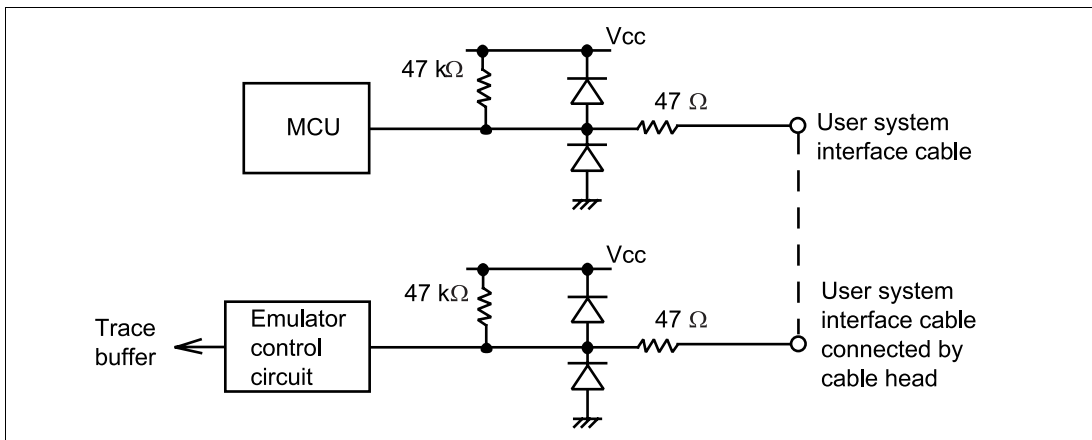 Vcc
47 kΩ
47 Ω
MCU
User system
interface cable
Vcc
47 kΩ
47 Ω
Trace
buffer
Emulator
control
circuit
User system
interface cable
connected by
cable head